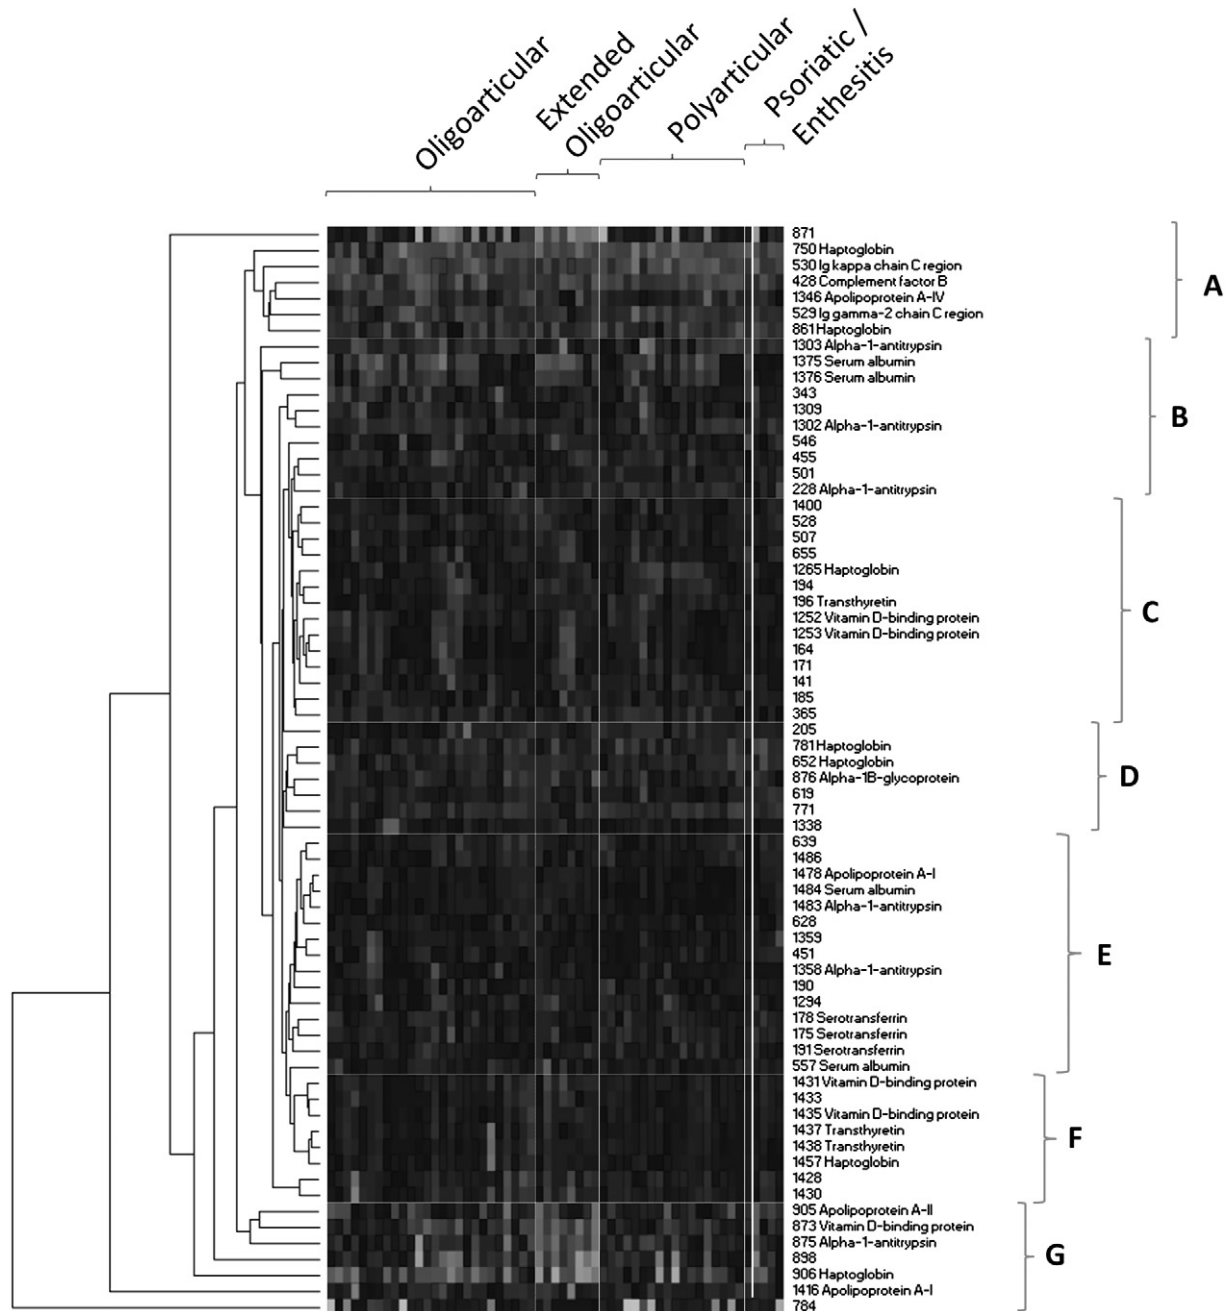 Oligoarticular
Extended
Oligoarticular
Polyarticular
Psoriatic /
Enthesitis
871
750 Haptoglobin
530 Ig kappa chain C region
428 Complement factor B
1346 Apolipoprotein A-IV
529 Ig gamma-2 chain C region
861 Haptoglobin
A
1303 Alpha-1-antitrypsin
1375 Serum albumin
1376 Serum albumin
343
1309
1302 Alpha-1-antitrypsin
546
455
501
228 Alpha-1-antitrypsin
B
1400
528
507
655
1265 Haptoglobin
194
196 Transthyretin
1252 Vitamin D-binding protein
1253 Vitamin D-binding protein
164
171
141
185
365
C
205
781 Haptoglobin
652 Haptoglobin
876 Alpha-1B-glycoprotein
619
771
1338
D
639
1486
1478 Apolipoprotein A-I
1484 Serum albumin
1483 Alpha-1-antitrypsin
628
1359
451
1358 Alpha-1-antitrypsin
190
1294
178 Serotransferrin
175 Serotransferrin
191 Serotransferrin
557 Serum albumin
E
1431 Vitamin D-binding protein
1433
1435 Vitamin D-binding protein
1437 Transthyretin
1438 Transthyretin
1457 Haptoglobin
1428
1430
F
905 Apolipoprotein A-II
873 Vitamin D-binding protein
875 Alpha-1-antitrypsin
898
906 Haptoglobin
1416 Apolipoprotein A-I
784
G